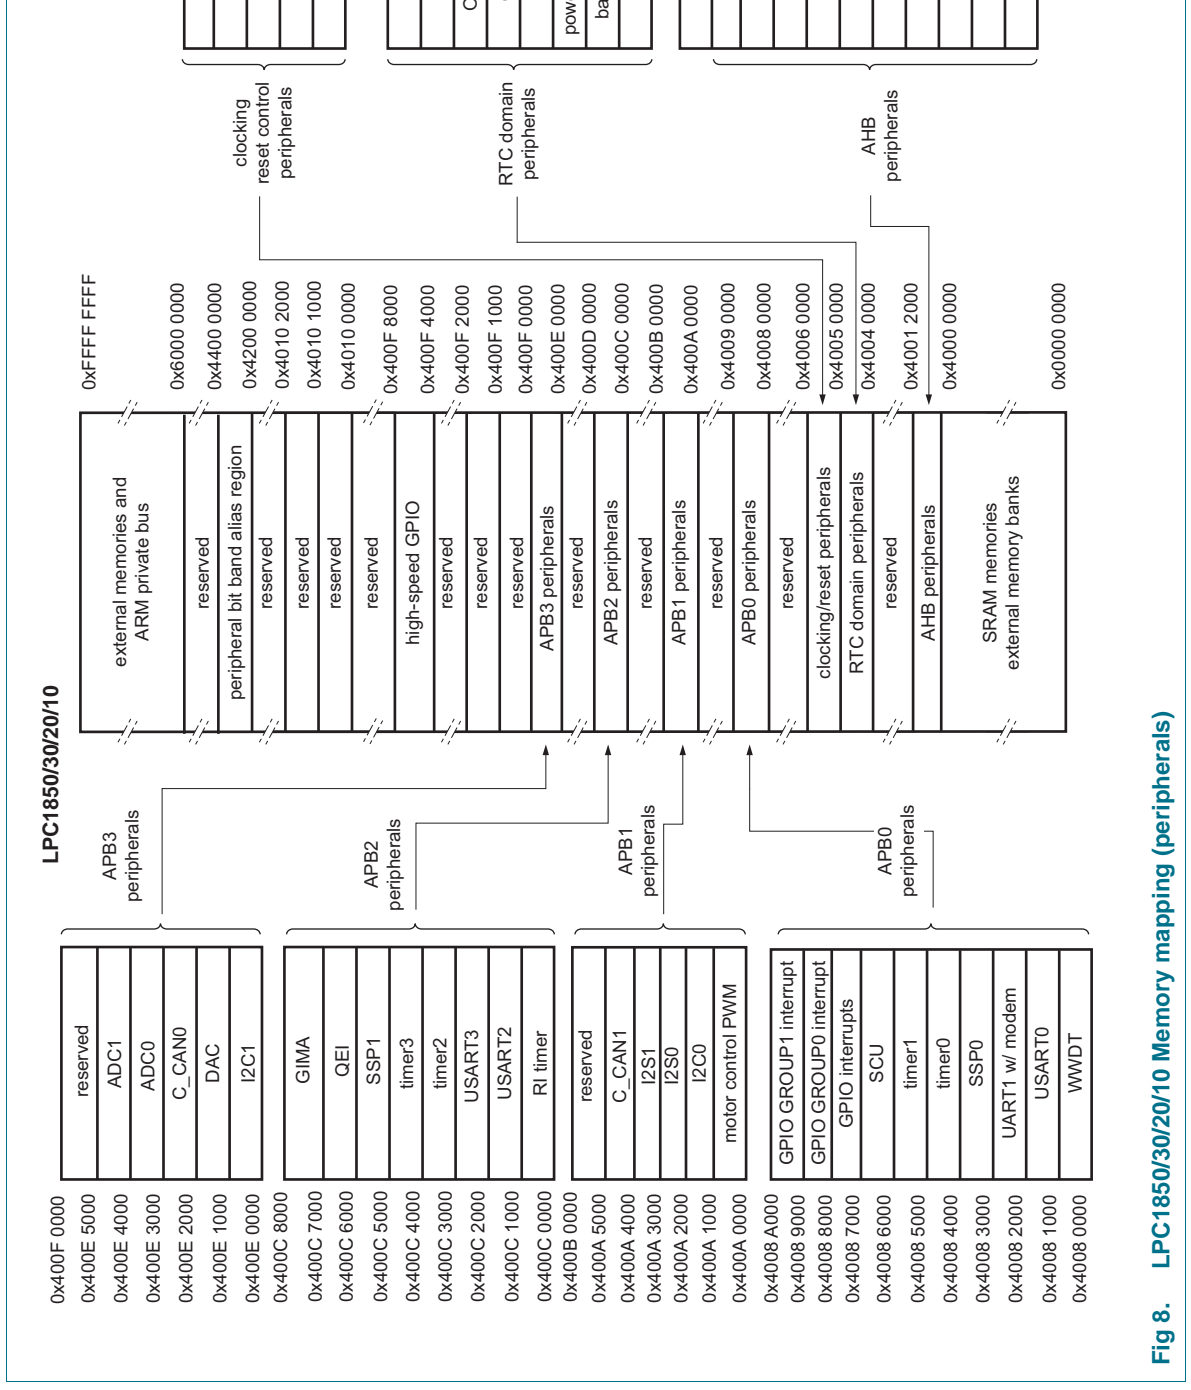 LPC1850/30/20/10
0x400F 0000
reserved
0x400E 5000
ADC1
0x400E 4000
ADC0
0x400E 3000
C_CAN0
0x400E 2000
DAC
0x400E 1000
I2C1
0x400E 0000
0x400C 8000
GIMA
0x400C 7000
QEI
0x400C 6000
SSP1
0x400C 5000
timer3
0x400C 4000
timer2
0x400C 3000
USART3
0x400C 2000
USART2
0x400C 1000
RI timer
0x400C 0000
0x400B 0000
reserved
0x400A 5000
C_CAN1
0x400A 4000
I2S1
0x400A 3000
I2S0
0x400A 2000
I2C0
0x400A 1000
motor control PWM
0x400A 0000
0x4008 A000
GPIO GROUP1 interrupt
0x4008 9000
GPIO GROUP0 interrupt
0x4008 8000
GPIO interrupts
0x4008 7000
SCU
0x4008 6000
timer1
0x4008 5000
timer0
0x4008 4000
SSP0
0x4008 3000
UART1 w/ modem
0x4008 2000
USART0
0x4008 1000
WWDT
0x4008 0000
APB3
peripherals
APB2
peripherals
APB1
peripherals
APB0
peripherals
external memories and
ARM private bus
reserved
peripheral bit band alias region
reserved
reserved
reserved
reserved
high-speed GPIO
reserved
reserved
reserved
APB3 peripherals
reserved
APB2 peripherals
reserved
APB1 peripherals
reserved
APB0 peripherals
reserved
clocking/reset peripherals
RTC domain peripherals
reserved
AHB peripherals
SRAM memories
external memory banks
0xFFFF FFFF
0x6000 0000
0x4400 0000
0x4200 0000
0x4010 2000
0x4010 1000
0x4010 0000
0x400F 8000
0x400F 4000
0x400F 2000
0x400F 1000
0x400F 0000
0x400E 0000
0x400D 0000
0x400C 0000
0x400B 0000
0x400A 0000
0x4009 0000
0x4008 0000
0x4006 0000
0x4005 0000
0x4004 0000
0x4001 2000
0x4000 0000
0x0000 0000
clocking
reset control
peripherals
RTC domain
peripherals
AHB
peripherals
Fig 8. LPC1850/30/20/10 Memory mapping (peripherals)